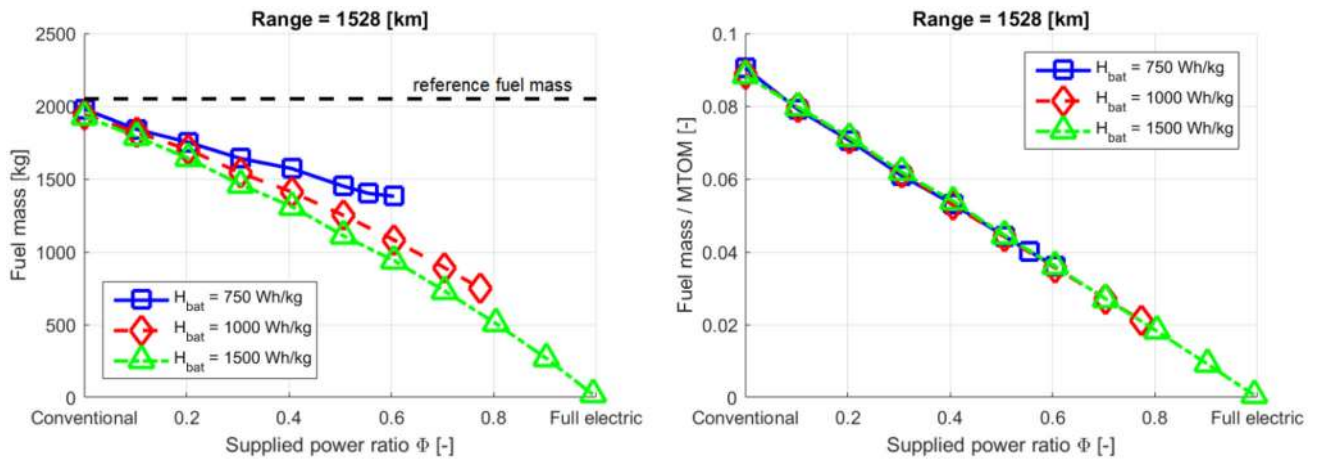 Range = 1528 [km]
2500
2000
1500
1000
500
0
Fuel mass [kg]
reference fuel mass
H_bat = 750 Wh/kg
H_bat = 1000 Wh/kg
H_bat = 1500 Wh/kg
Conventional 0.2 0.4 0.6 0.8 Full electric
Supplied power ratio Φ [-]
Range = 1528 [km]
0.1
0.08
0.06
0.04
0.02
0
Fuel mass / MTOM [-]
H_bat = 750 Wh/kg
H_bat = 1000 Wh/kg
H_bat = 1500 Wh/kg
Conventional 0.2 0.4 0.6 0.8 Full electric
Supplied power ratio Φ [-]